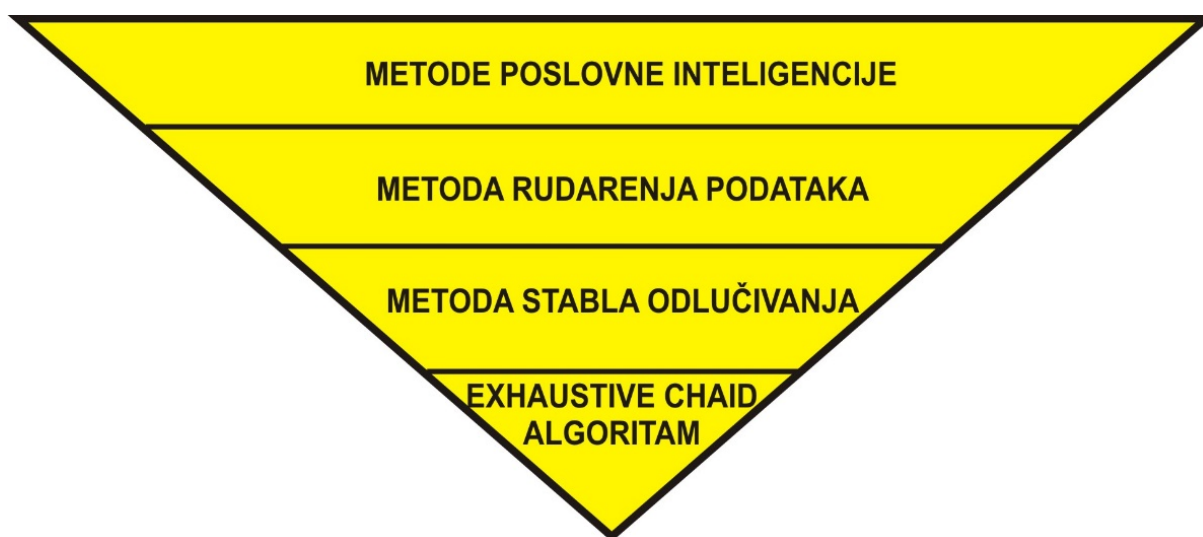 METODE POSLOVNE INTELIGENCIJE
METODA RUDARENJA PODATAKA
METODA STABLA ODLUČIVANJA
EXHAUSTIVE CHAID
ALGORITAM